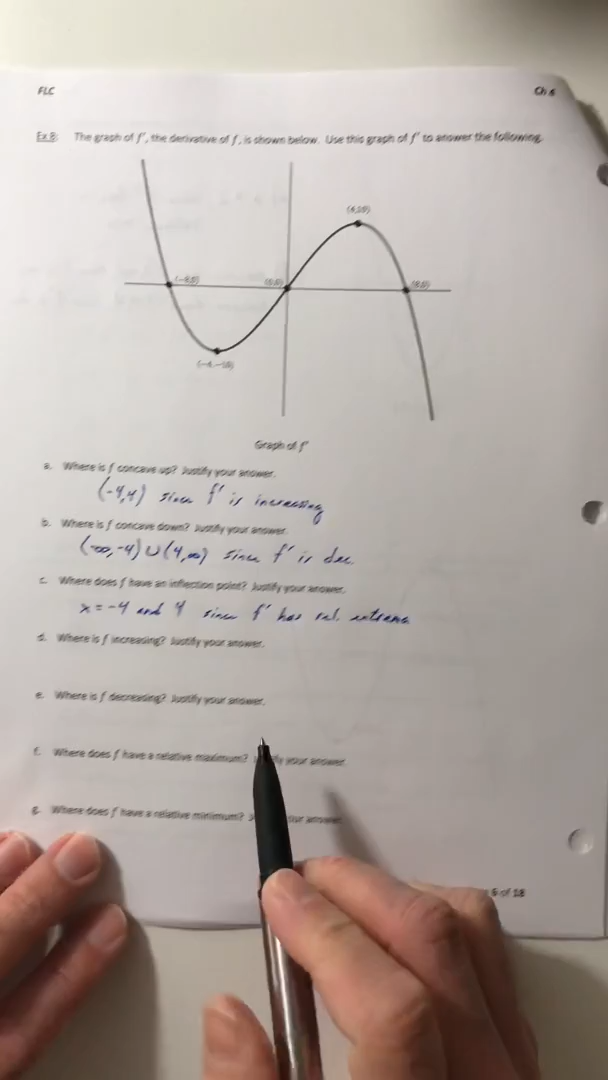 FLC
Ch 6
Ex 8: The graph of f', the derivative of f, is shown below. Use this graph of f' to answer the following.
(4,10)
(-8,0)
(0,0)
(8,0)
(-4,-10)
Graph of f'
a. Where is f concave up? Justify your answer.
(-4,4) since f' is increasing
b. Where is f concave down? Justify your answer.
(-∞,-4)∪(4,∞) since f' is dec.
c. Where does f have an inflection point? Justify your answer.
x = -4 and 4 since f' has rel. extrema
d. Where is f increasing? Justify your answer.
e. Where is f decreasing? Justify your answer.
f. Where does f have a relative maximum? your answer.
g. Where does f have a relative minimum? your answer.
of 18